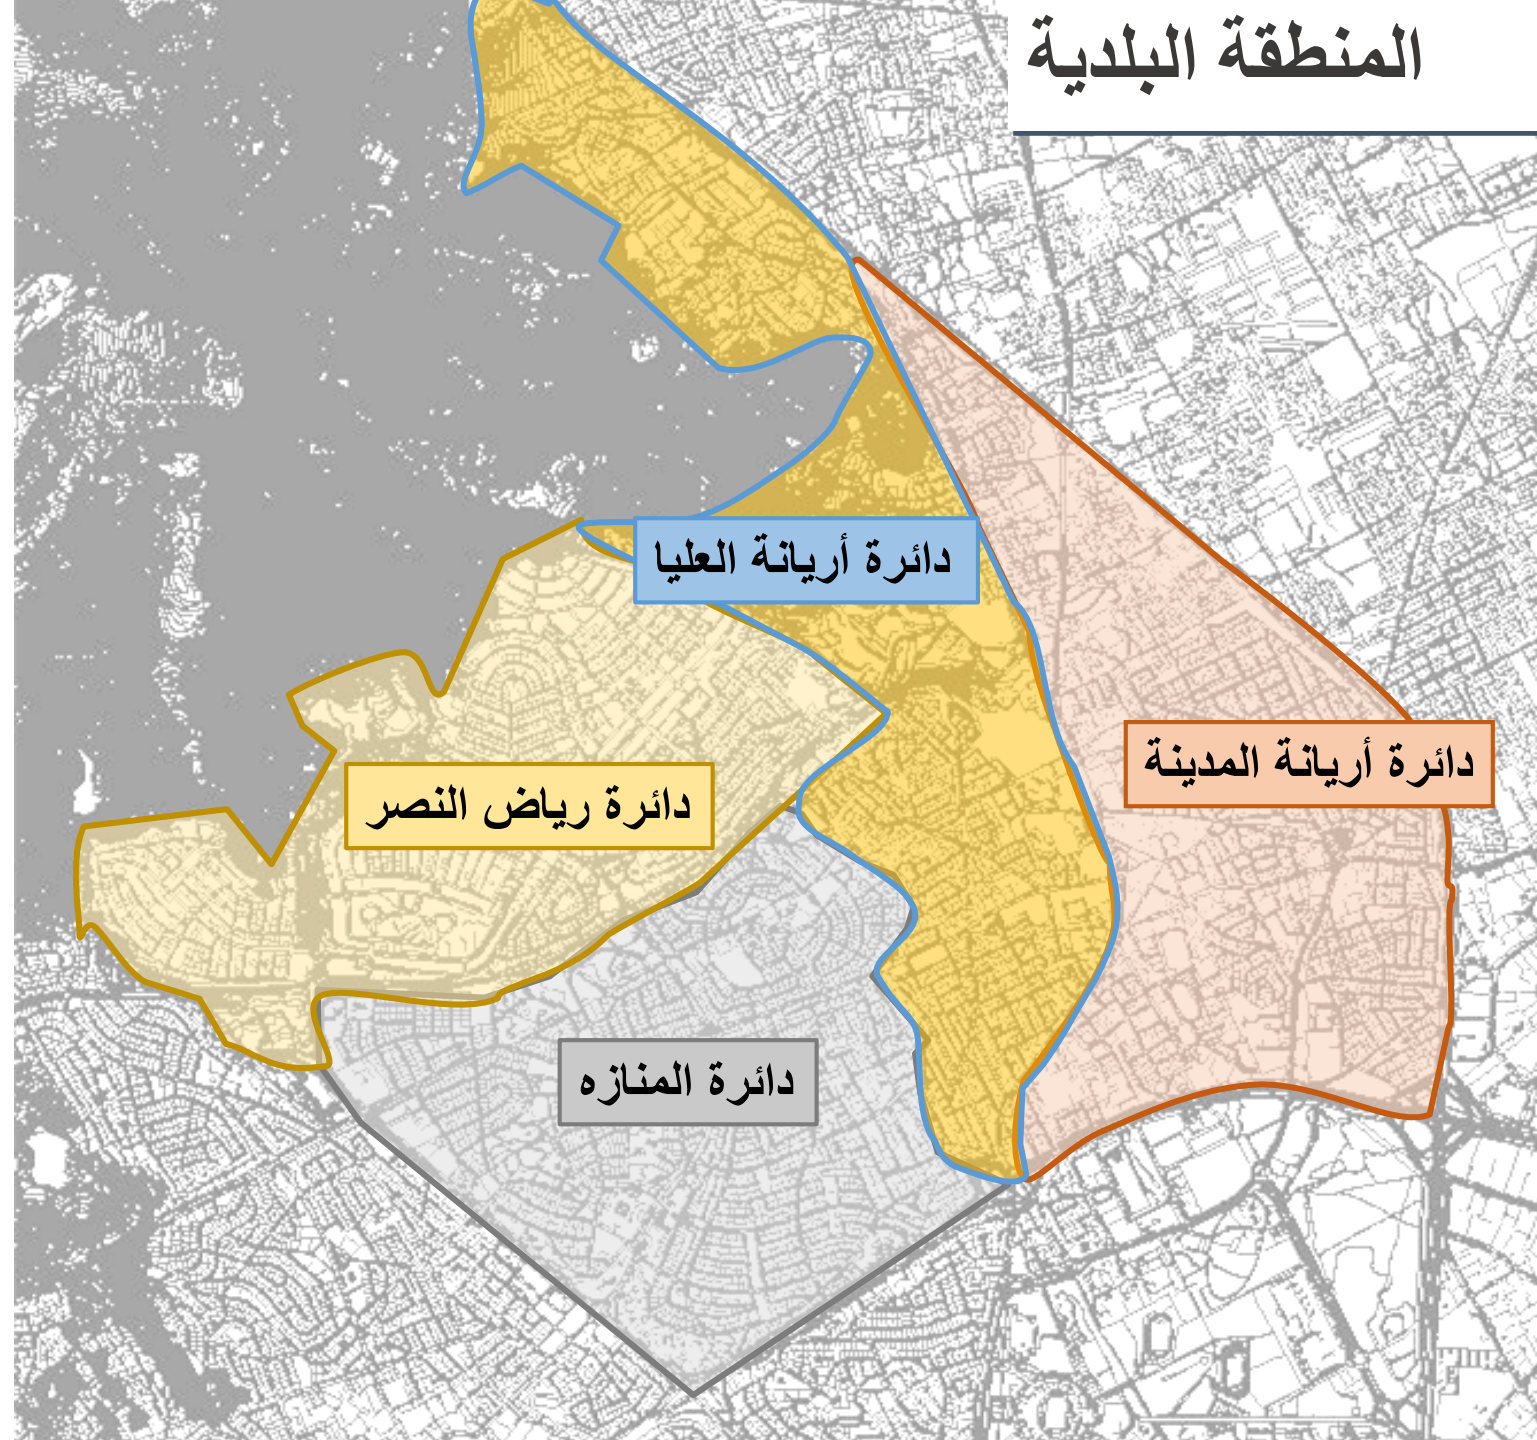 المنطقة البلدية
دائرة أريانة العليا
دائرة أريانة المدينة
دائرة رياض النصر
دائرة المنازه